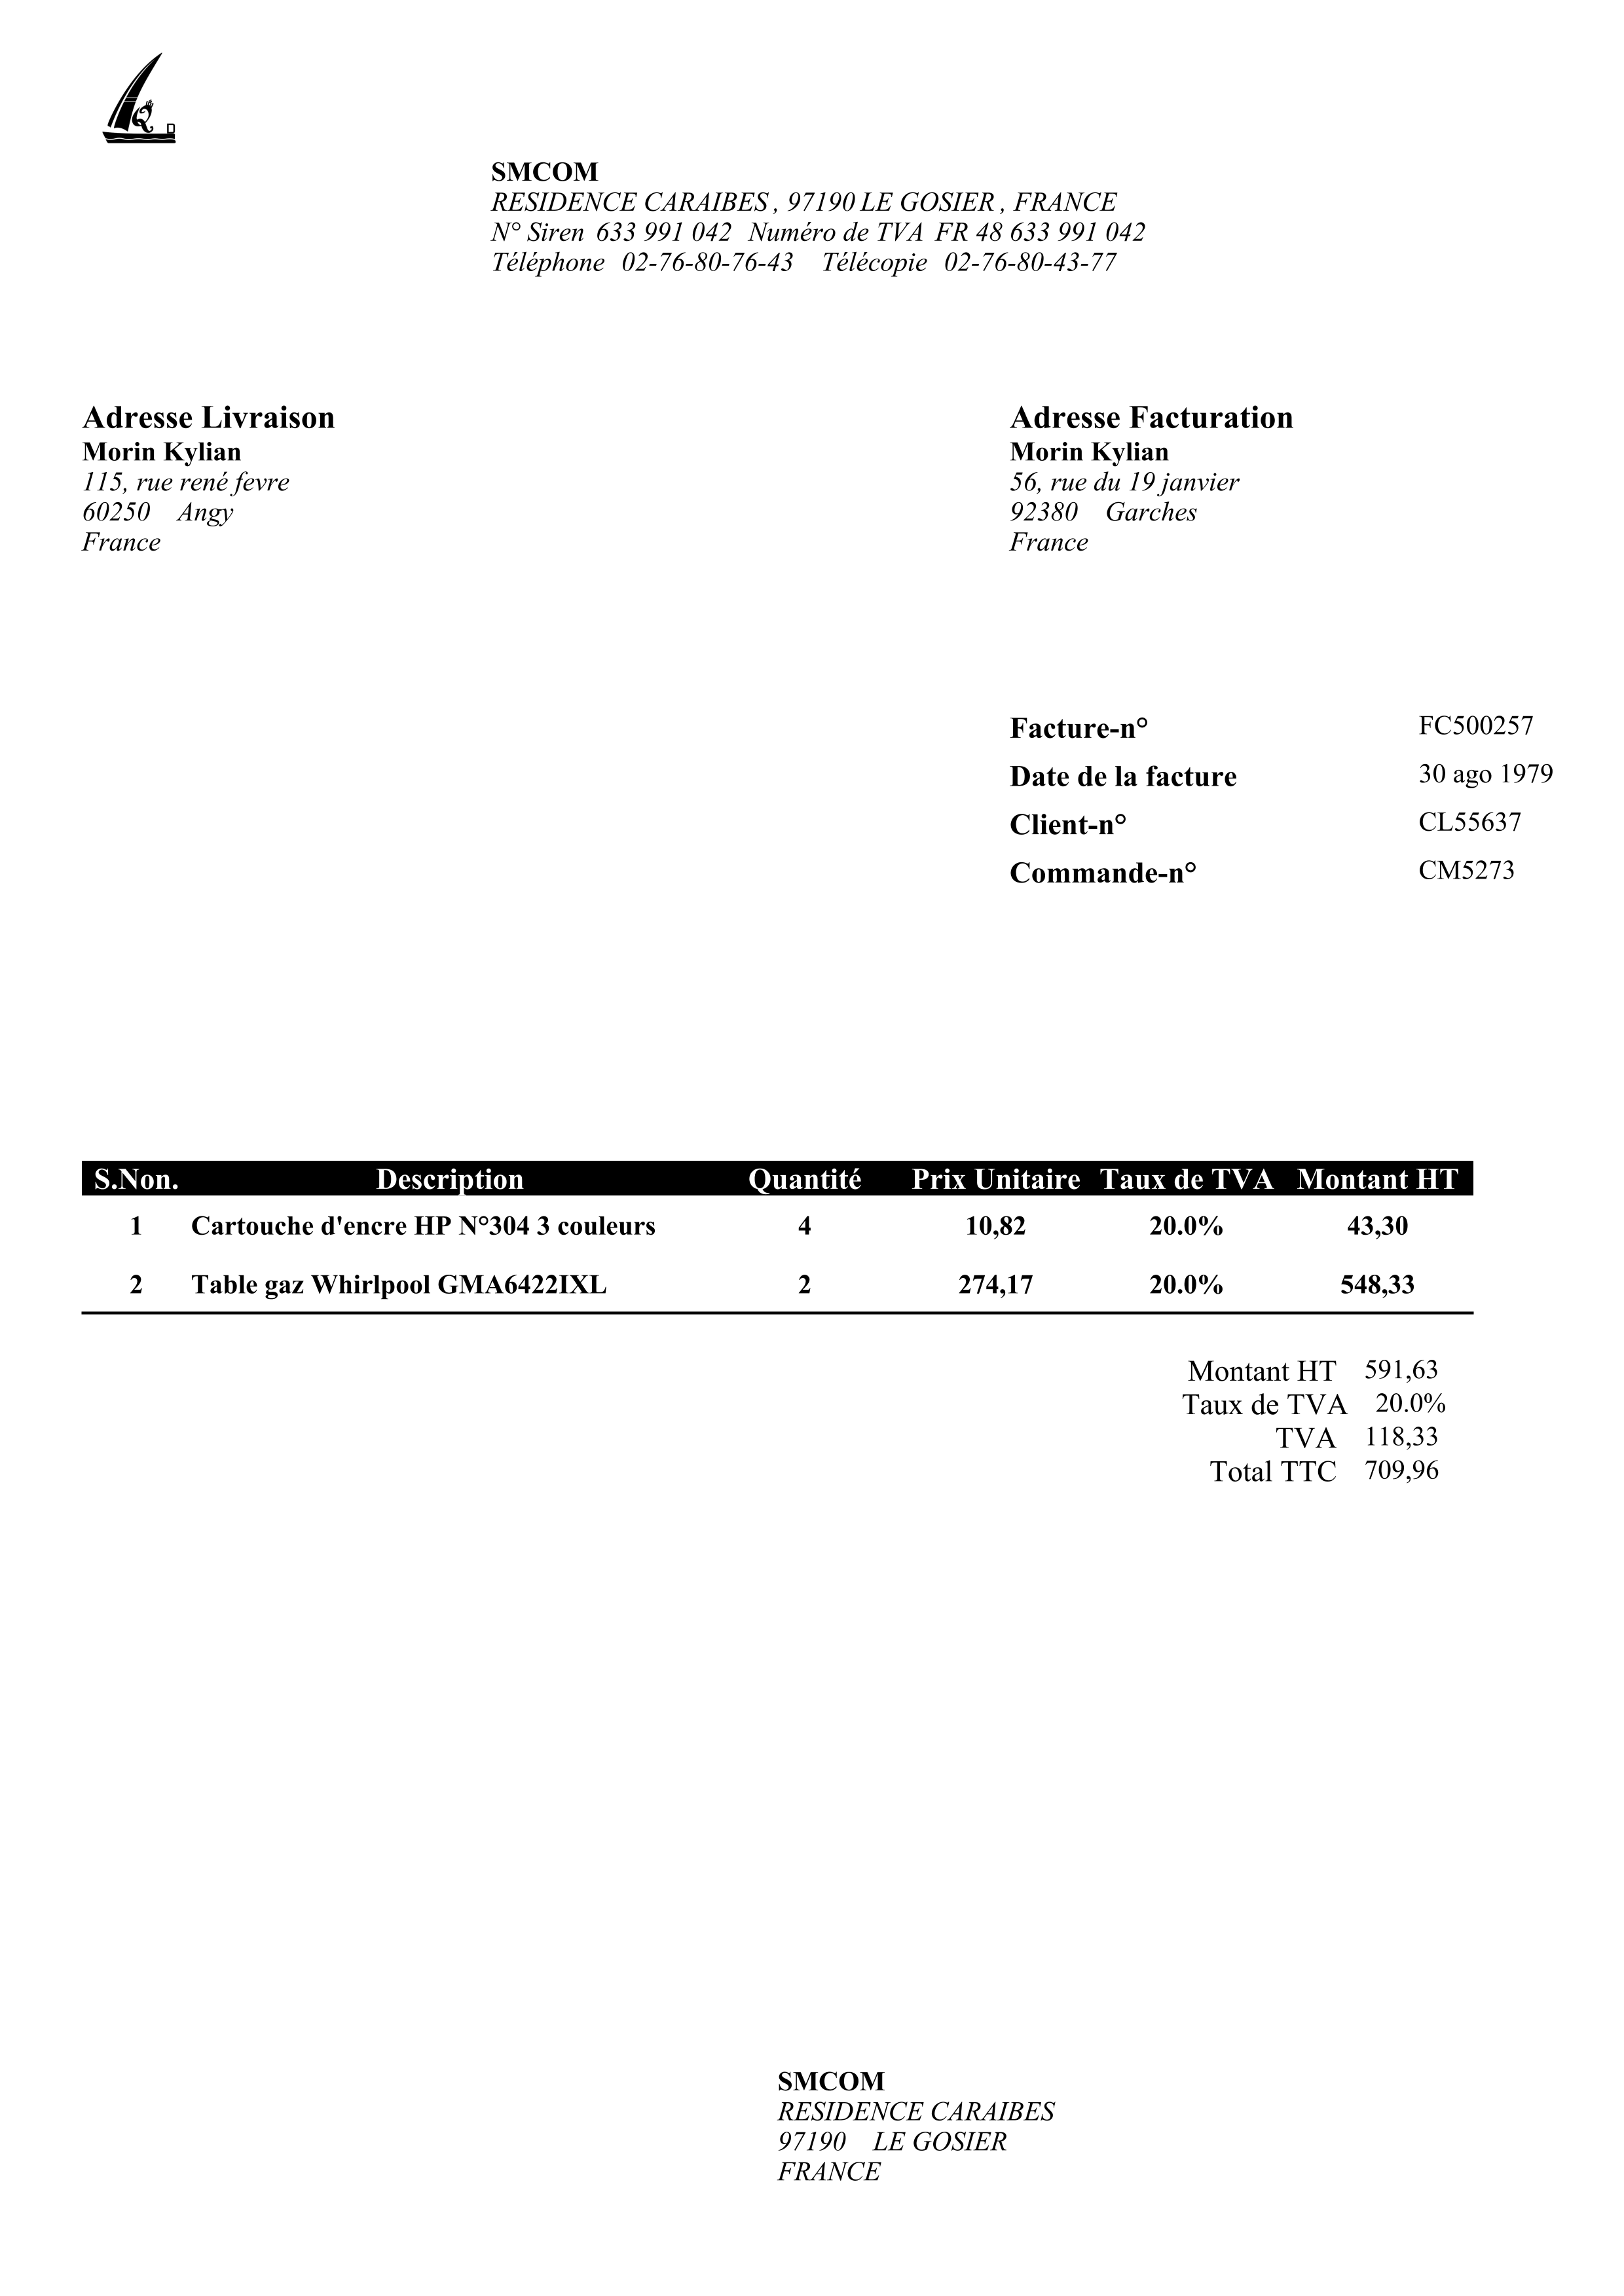 SMCOM
RESIDENCE CARAIBES , 97190 LE GOSIER , FRANCE
N° Siren 633 991 042 Numéro de TVA FR 48 633 991 042
Téléphone 02-76-80-76-43 Télécopie 02-76-80-43-77
Adresse Livraison
Morin Kylian
115, rue rené fevre
60250 Angy
France
Adresse Facturation
Morin Kylian
56, rue du 19 janvier
92380 Garches
France
Facture-n° FC500257
Date de la facture 30 ago 1979
Client-n° CL55637
Commande-n° CM5273
S.Non. Description Quantité Prix Unitaire Taux de TVA Montant HT
1 Cartouche d'encre HP N°304 3 couleurs 4 10,82 20.0% 43,30
2 Table gaz Whirlpool GMA6422IXL 2 274,17 20.0% 548,33
Montant HT 591,63
Taux de TVA 20.0%
TVA 118,33
Total TTC 709,96
SMCOM
RESIDENCE CARAIBES
97190 LE GOSIER
FRANCE